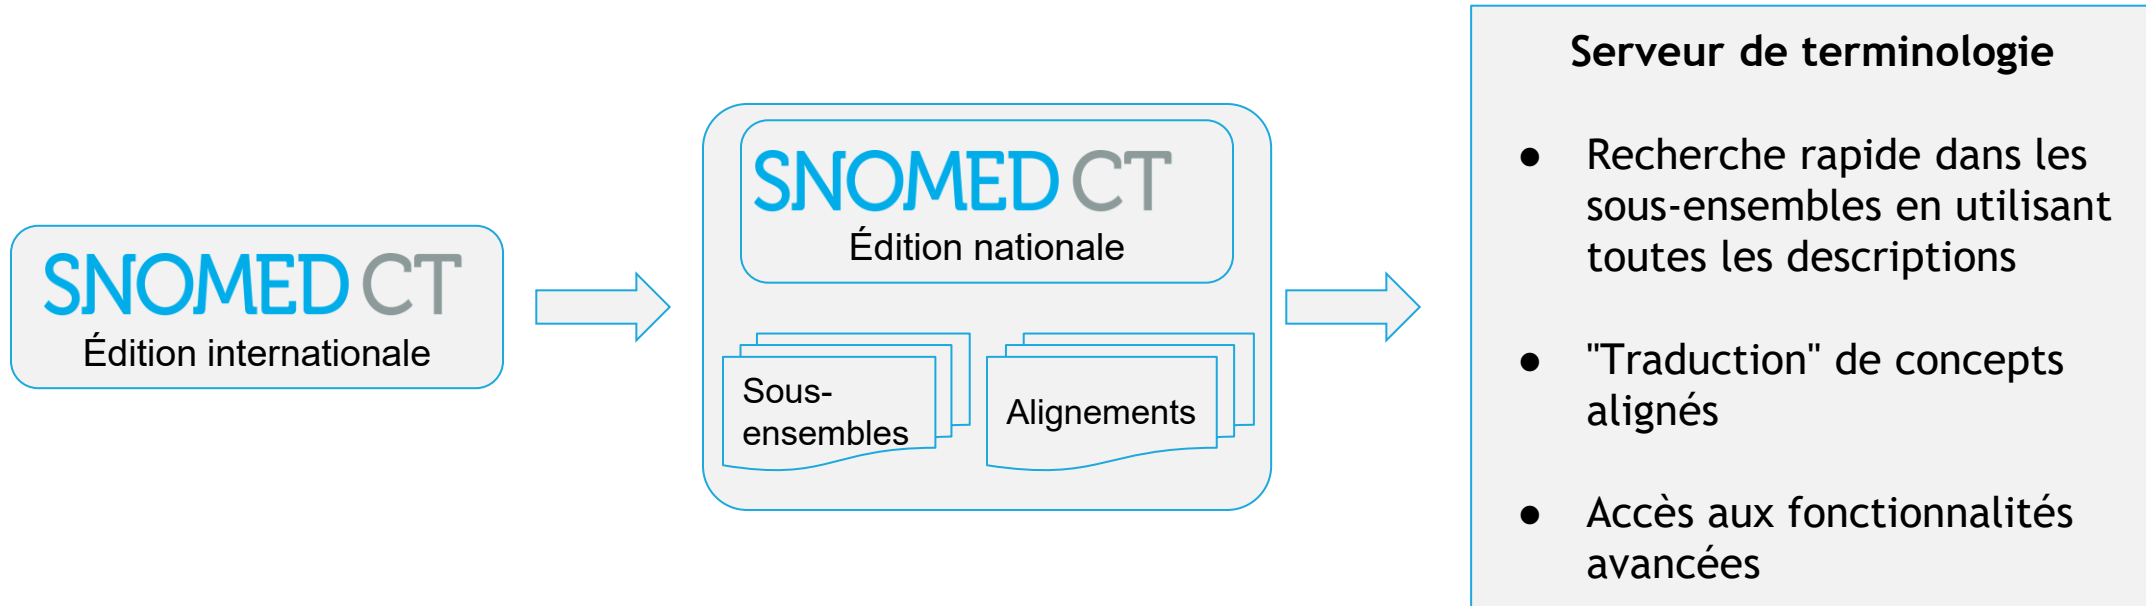 SNOMED CT
Édition internationale
SNOMED CT
Édition nationale
Sous-
ensembles
Alignements
Serveur de terminologie
● Recherche rapide dans les
sous-ensembles en utilisant
toutes les descriptions
● "Traduction" de concepts
alignés
● Accès aux fonctionnalités
avancées